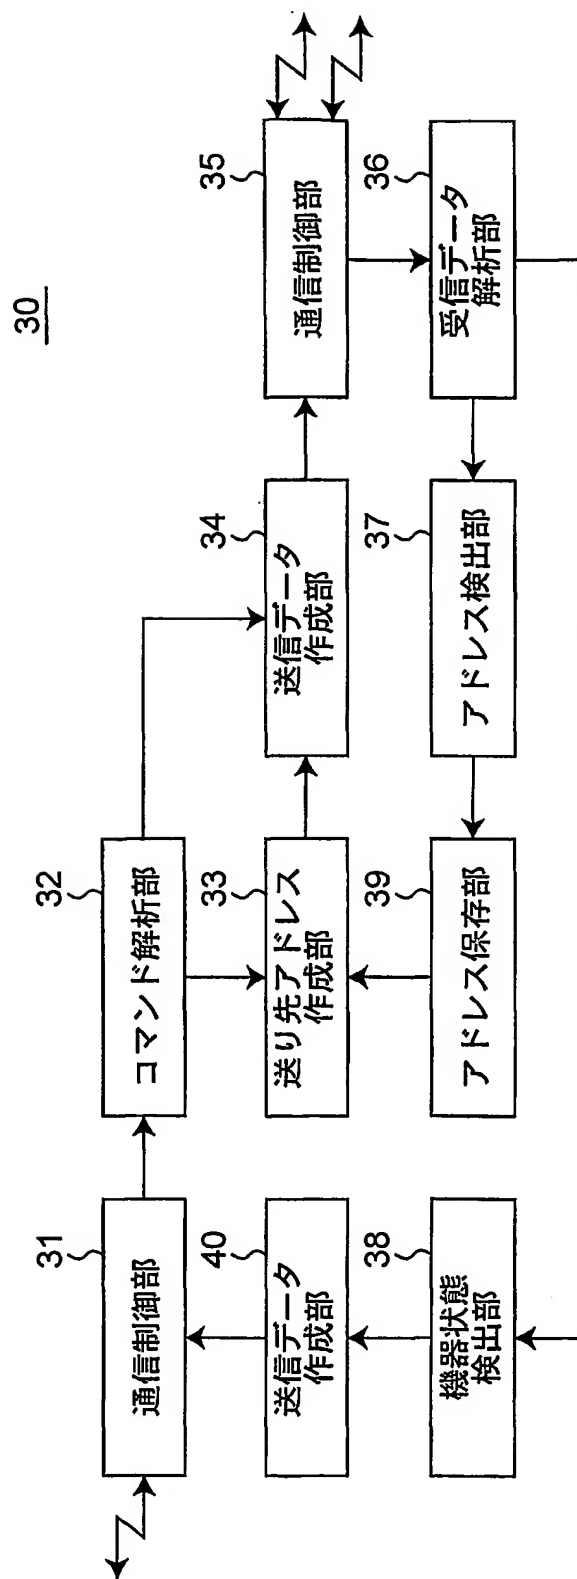 30
31
通信制御部
32
コマンド解析部
33
送り先アドレス
作成部
34
送信データ
作成部
35
通信制御部
36
受信データ
解析部
37
アドレス検出部
39
アドレス保存部
38
機器状態
検出部
40
送信データ
作成部